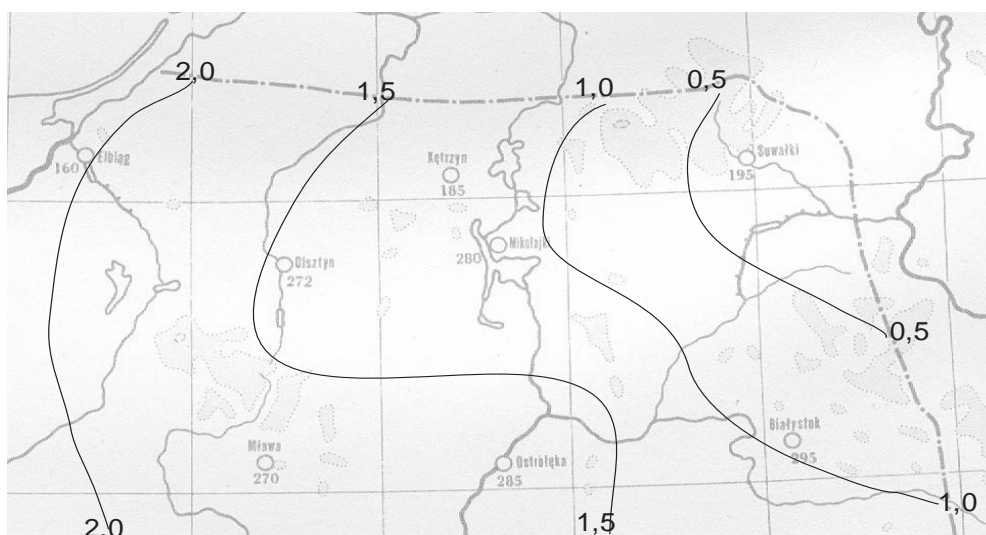 2,0
1,5
1,0
0,5
Elbląg
160
Kętrzyn
185
Suwałki
195
Mikołajki
280
Olsztyn
272
0,5
Białystok
295
Mława
270
Ostrołęka
285
2,0
1,5
1,0